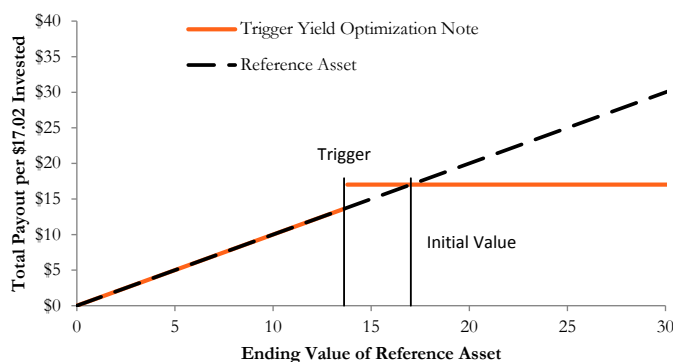 $40
$35
$30
$25
$20
$15
$10
$5
$0
Total Payout per $17.02 Invested
Trigger Yield Optimization Note
Reference Asset
Trigger
Initial Value
0
5
10
15
20
25
30
Ending Value of Reference Asset